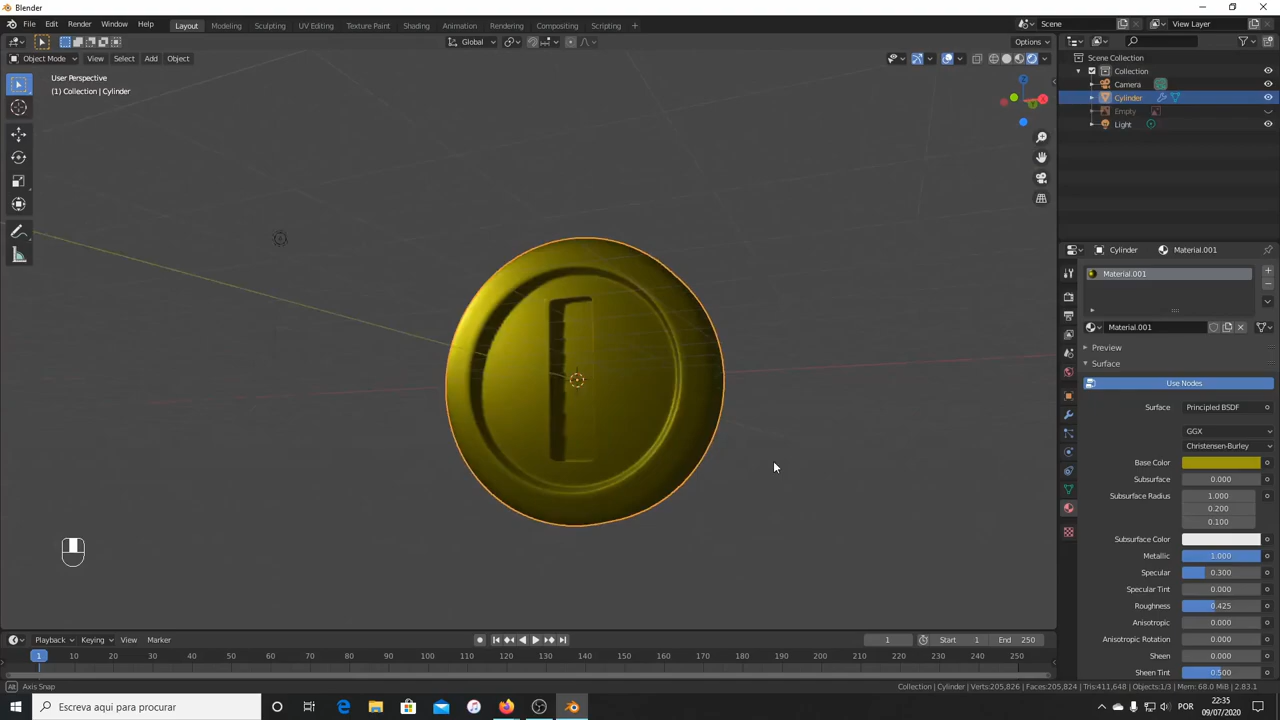 Blender
File Edit Render Window Help Layout Modeling Sculpting UV Editing Texture Paint Shading Animation Rendering Compositing Scripting + Scene View Layer
Global Options
Object Mode View Select Add Object
User Perspective
(1) Collection | Cylinder
Scene Collection
Collection
Camera
Cylinder
Empty
Light
Cylinder Material.001
Material.001
Material.001
Preview
Surface
Use Nodes
Surface Principled BSDF
GGX
Christensen-Burley
Base Color
Subsurface 0.000
Subsurface Radius 1.000
0.200
0.100
Subsurface Color
Metallic 1.000
Specular 0.300
Specular Tint 0.000
Roughness 0.425
Anisotropic 0.000
Anisotropic Rotation 0.000
Sheen 0.000
Sheen Tint 0.500
Playback Keying View Marker 1 Start 1 End 250
1 10 20 30 40 50 60 70 80 90 100 110 120 130 140 150 160 170 180 190 200 210 220 230 240 250
Axis Snap Collection | Cylinder | Verts:205,826 | Faces:205,824 | Tris:411,648 | Objects:1/3 | Mem: 68.0 MiB | 2.83.1
Escreva aqui para procurar POR 22:35
09/07/2020